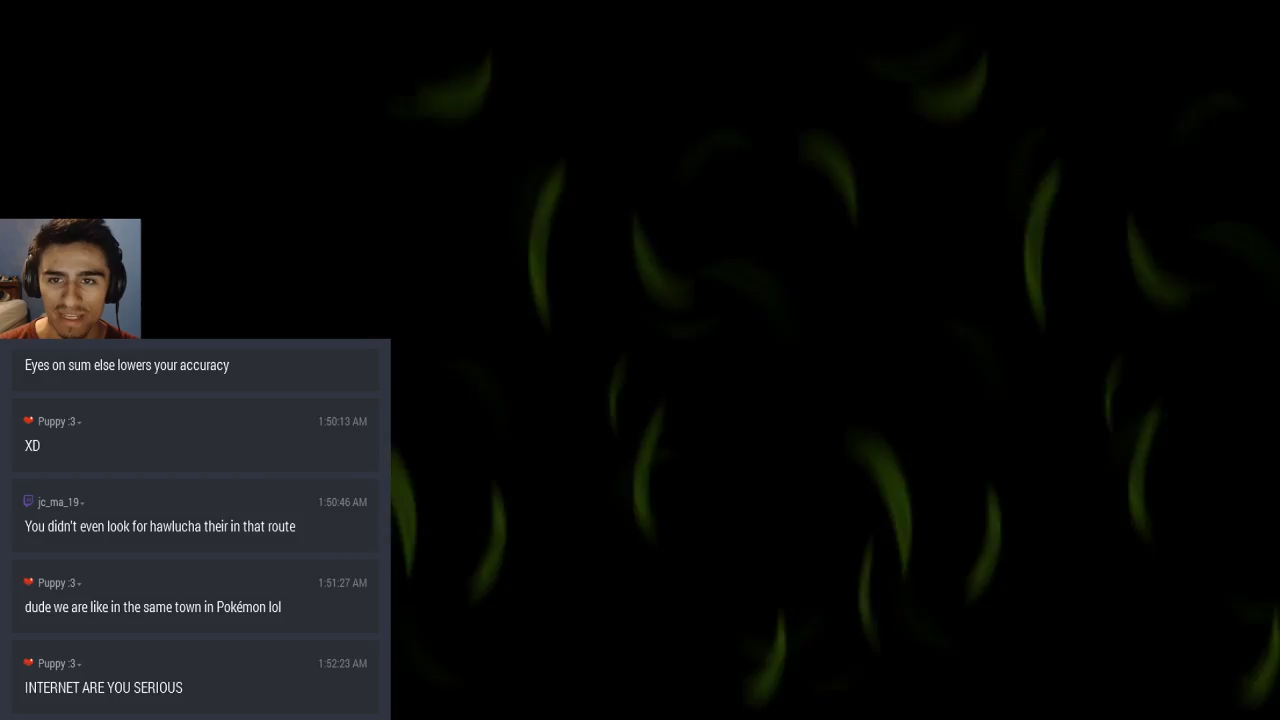 Eyes on sum else lowers your accuracy
Puppy :3
1:50:13 AM
XD
jc_ma_19
1:50:46 AM
You didn't even look for hawlucha their in that route
Puppy :3
1:51:27 AM
dude we are like in the same town in Pokémon lol
Puppy :3
1:52:23 AM
INTERNET ARE YOU SERIOUS